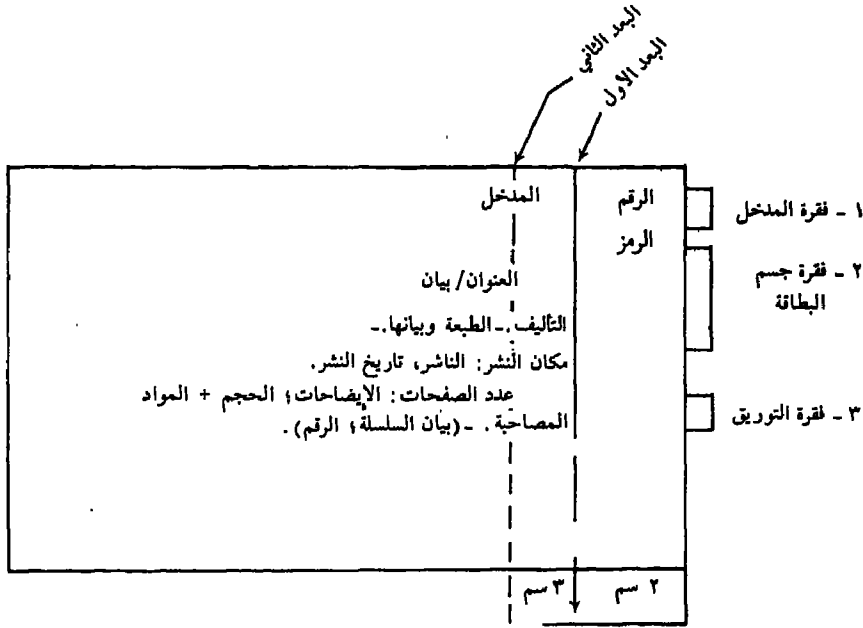 البعد الثاني
البعد الأول
المدخل
الرقم
الرمز
العنوان/ بيان
التأليف.ـ الطبعة وبيانها.ـ
مكان النشر: الناشر، تاريخ النشر.
عدد الصفحات: الإيضاحات؛ الحجم + المواد
المصاحبة . ـ (بيان السلسلة؛ الرقم).
١ ـ فقرة المدخل
٢ ـ فقرة جسم
البطاقة
٣ ـ فقرة التوريق
٢ سم
٣ سم